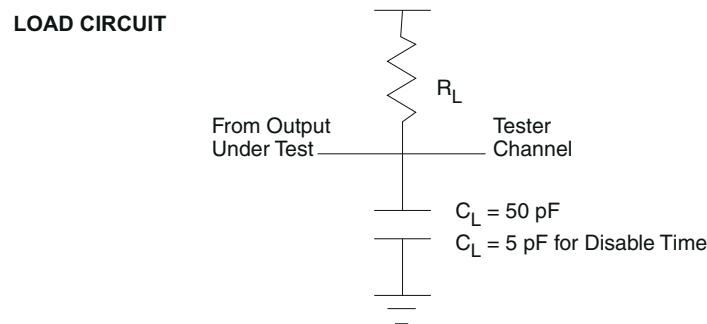 LOAD CIRCUIT
R_L
From Output
Under Test
Tester
Channel
C_L = 50 pF
C_L = 5 pF for Disable Time